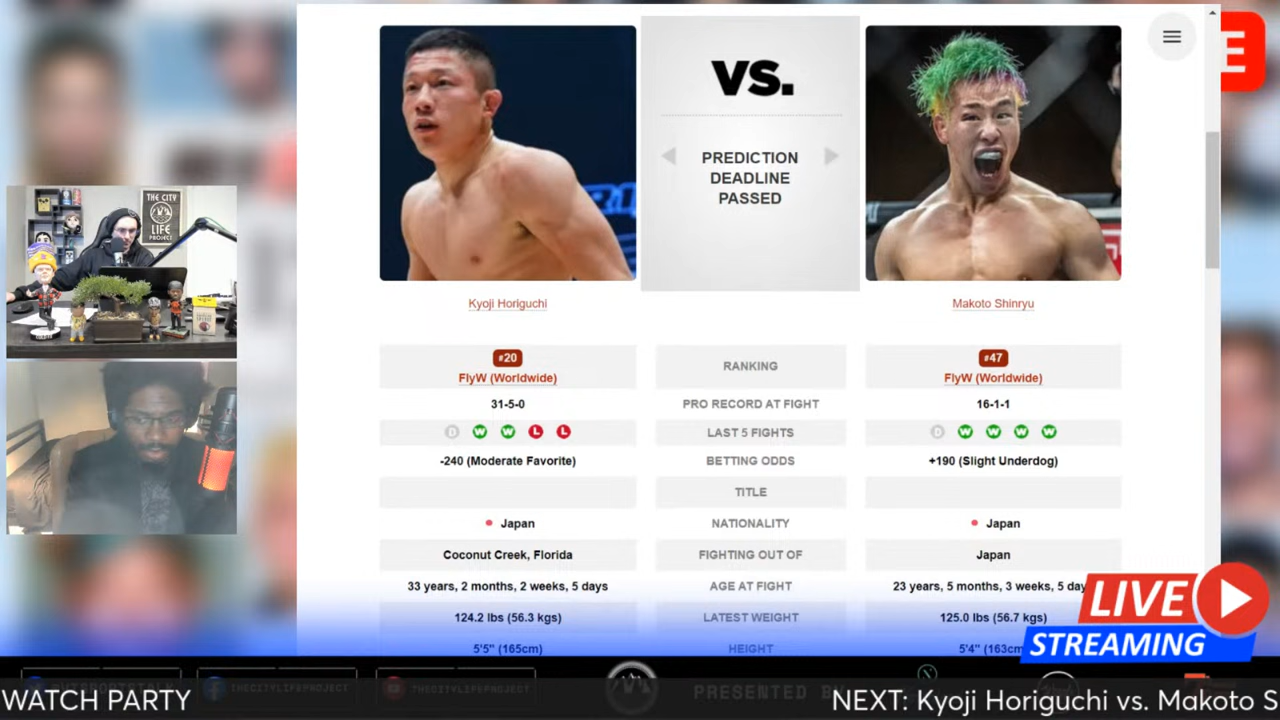 VS.
PREDICTION
DEADLINE
PASSED
Kyoji Horiguchi
Makoto Shinryu
#20
FlyW (Worldwide)
RANKING
#47
FlyW (Worldwide)
31-5-0
PRO RECORD AT FIGHT
16-1-1
D W W L L
LAST 5 FIGHTS
D W W W W
-240 (Moderate Favorite)
BETTING ODDS
+190 (Slight Underdog)
TITLE
Japan
NATIONALITY
Japan
Coconut Creek, Florida
FIGHTING OUT OF
Japan
33 years, 2 months, 2 weeks, 5 days
AGE AT FIGHT
23 years, 5 months, 3 weeks, 5 day
124.2 lbs (56.3 kgs)
LATEST WEIGHT
125.0 lbs (56.7 kgs)
5'5" (165cm)
HEIGHT
5'4" (163cm
E
THE CITY
LIFE
PROJECT
LIVE
STREAMING
THECITYLIFEPROJECT
THECITYLIFEPROJECT
PRESENTED BY
WATCH PARTY
NEXT: Kyoji Horiguchi vs. Makoto S